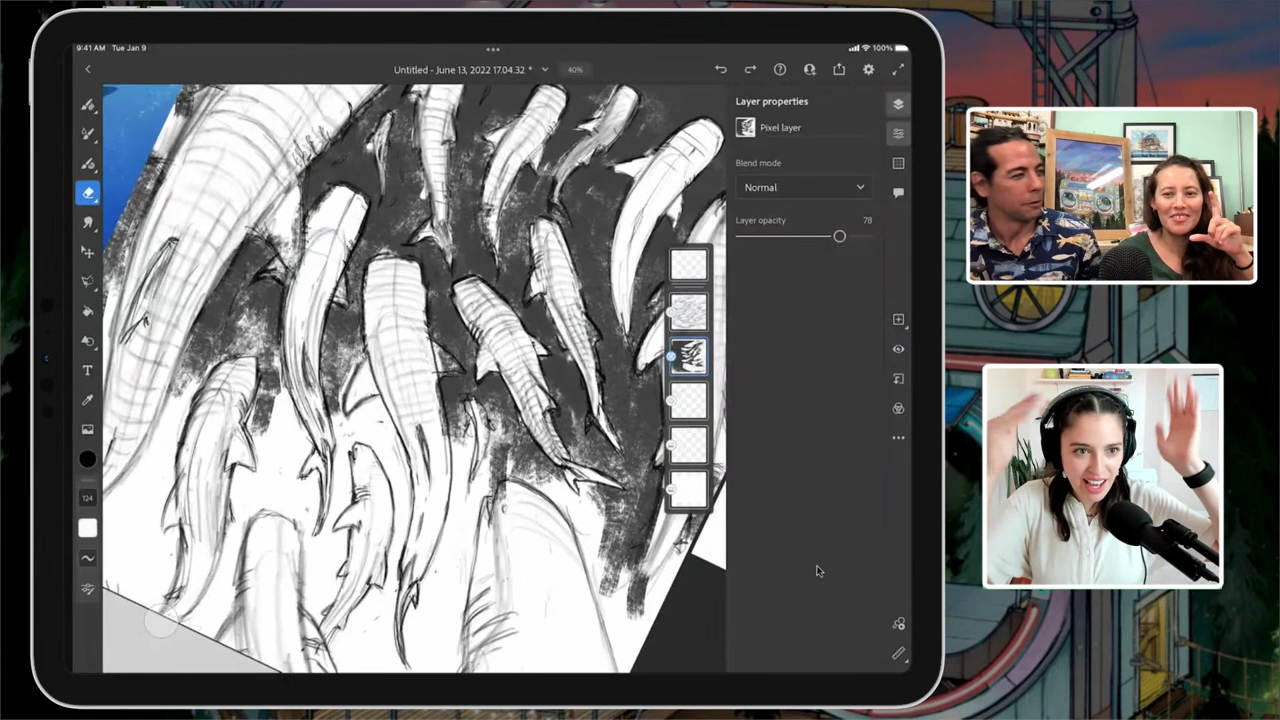 9:41 AM Tue Jan 9
100%
Untitled - June 13, 2022 17.04.32 *
40%
Layer properties
Pixel layer
Blend mode
Normal
Layer opacity 78
T
124